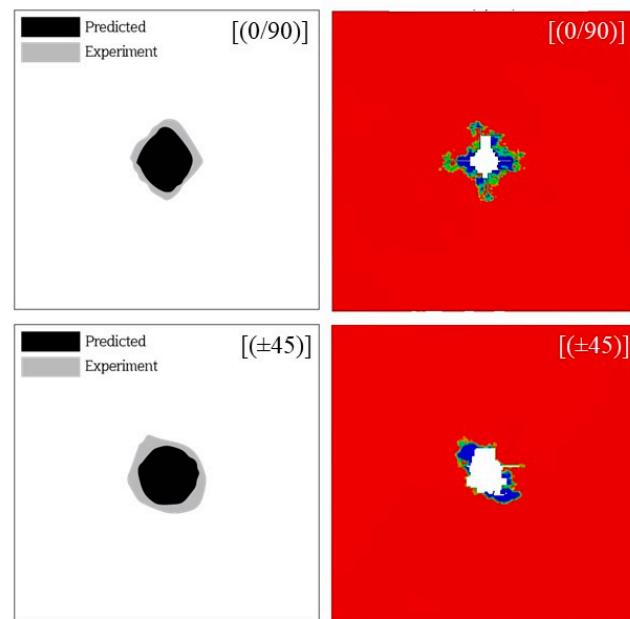 Predicted
Experiment
[(0/90)]
[(0/90)]
Predicted
Experiment
[(±45)]
[(±45)]